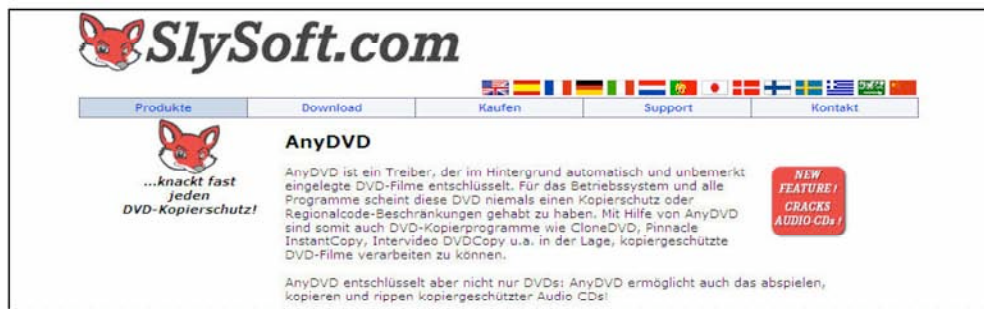 SlySoft.com
Produkte Download Kaufen Support Kontakt
...knackt fast
jeden
DVD-Kopierschutz!
AnyDVD
AnyDVD ist ein Treiber, der im Hintergrund automatisch und unbemerkt
eingelegte DVD-Filme entschlüsselt. Für das Betriebssystem und alle
Programme scheint diese DVD niemals einen Kopierschutz oder
Regionalcode-Beschränkungen gehabt zu haben. Mit Hilfe von AnyDVD
sind somit auch DVD-Kopierprogramme wie CloneDVD, Pinnacle
InstantCopy, Intervideo DVDCopy u.a. in der Lage, kopiergeschützte
DVD-Filme verarbeiten zu können.
AnyDVD entschlüsselt aber nicht nur DVDs: AnyDVD ermöglicht auch das abspielen,
kopieren und rippen kopiergeschützter Audio CDs!
NEW
FEATURE!
CRACKS
AUDIO-CDs!